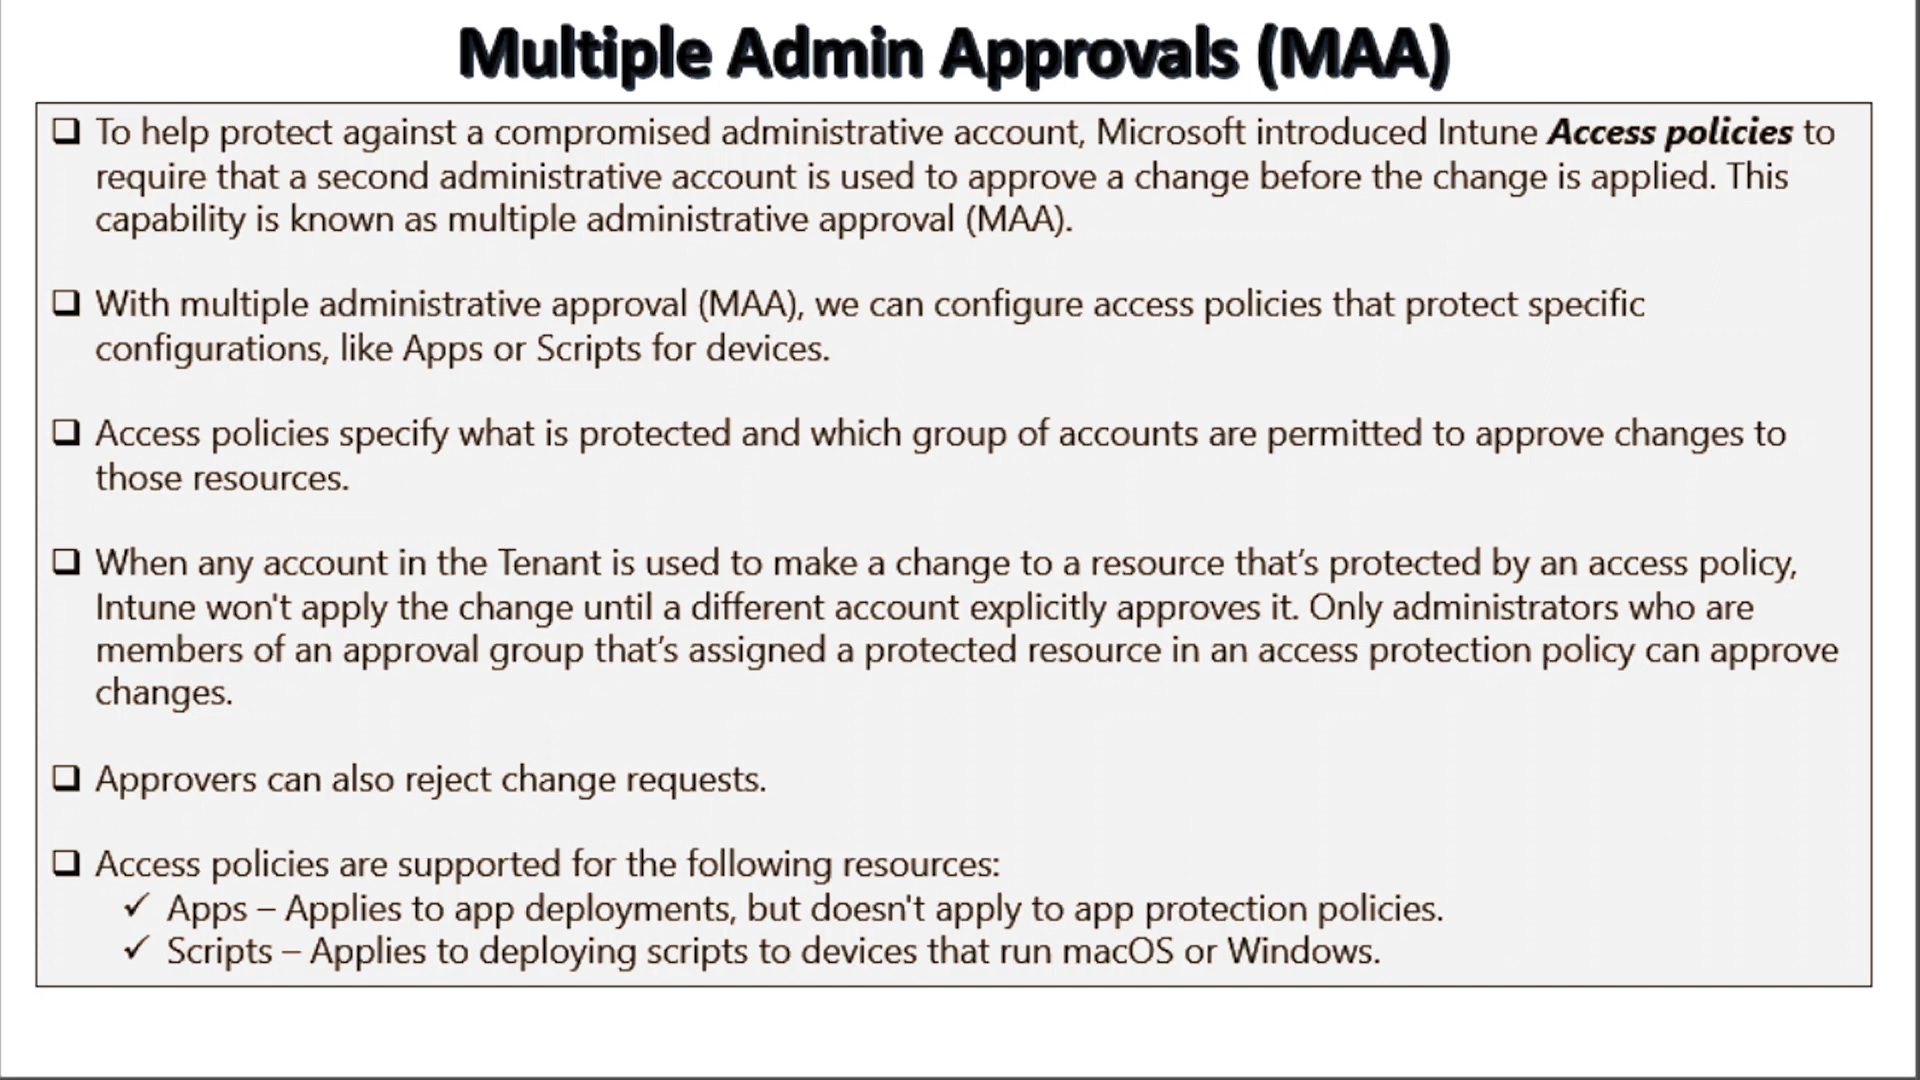 Multiple Admin Approvals (MAA)
❑ To help protect against a compromised administrative account, Microsoft introduced Intune Access policies to
require that a second administrative account is used to approve a change before the change is applied. This
capability is known as multiple administrative approval (MAA).
❑ With multiple administrative approval (MAA), we can configure access policies that protect specific
configurations, like Apps or Scripts for devices.
❑ Access policies specify what is protected and which group of accounts are permitted to approve changes to
those resources.
❑ When any account in the Tenant is used to make a change to a resource that’s protected by an access policy,
Intune won't apply the change until a different account explicitly approves it. Only administrators who are
members of an approval group that’s assigned a protected resource in an access protection policy can approve
changes.
❑ Approvers can also reject change requests.
❑ Access policies are supported for the following resources:
✓ Apps – Applies to app deployments, but doesn't apply to app protection policies.
✓ Scripts – Applies to deploying scripts to devices that run macOS or Windows.